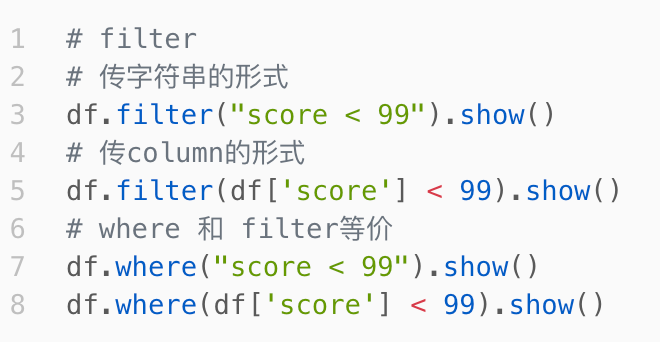 1 # filter
2 # 传字符串的形式
3 df.filter("score < 99").show()
4 # 传column的形式
5 df.filter(df['score'] < 99).show()
6 # where 和 filter等价
7 df.where("score < 99").show()
8 df.where(df['score'] < 99).show()